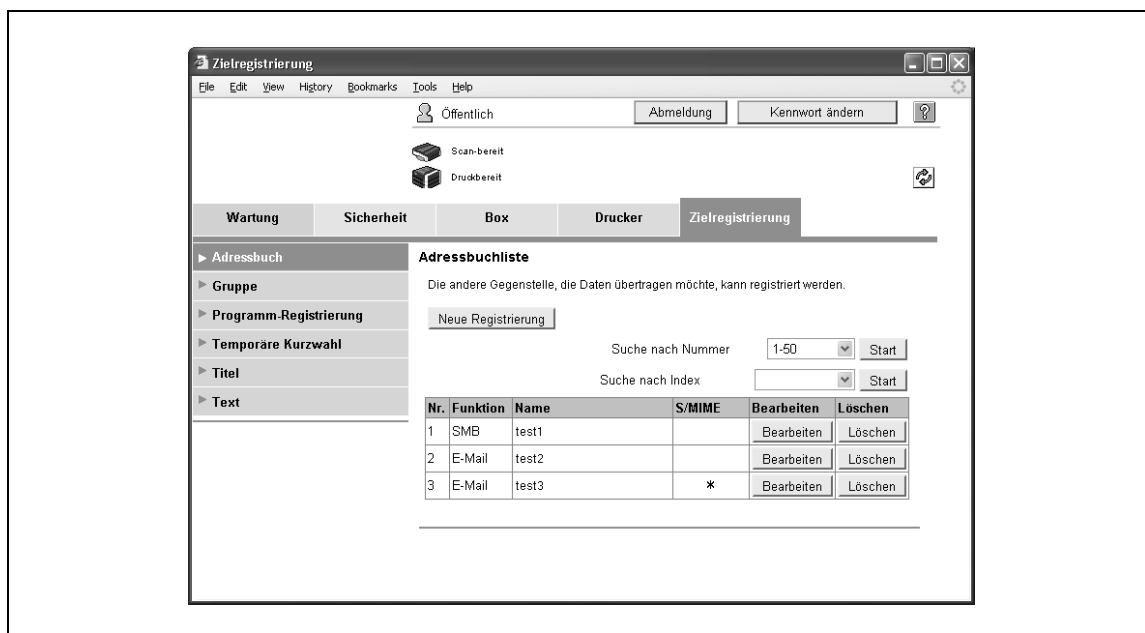 Zielregistrierung
File Edit View History Bookmarks Tools Help
Öffentlich Abmeldung Kennwort ändern ?
Scan-bereit
Druckbereit
Wartung Sicherheit Box Drucker Zielregistrierung
Adressbuch
Gruppe
Programm-Registrierung
Temporäre Kurzwahl
Titel
Text
Adressbuchliste
Die andere Gegenstelle, die Daten übertragen möchte, kann registriert werden.
Neue Registrierung
Suche nach Nummer 1-50 Start
Suche nach Index Start
Nr. Funktion Name S/MIME Bearbeiten Löschen
1 SMB test1 Bearbeiten Löschen
2 E-Mail test2 Bearbeiten Löschen
3 E-Mail test3 * Bearbeiten Löschen